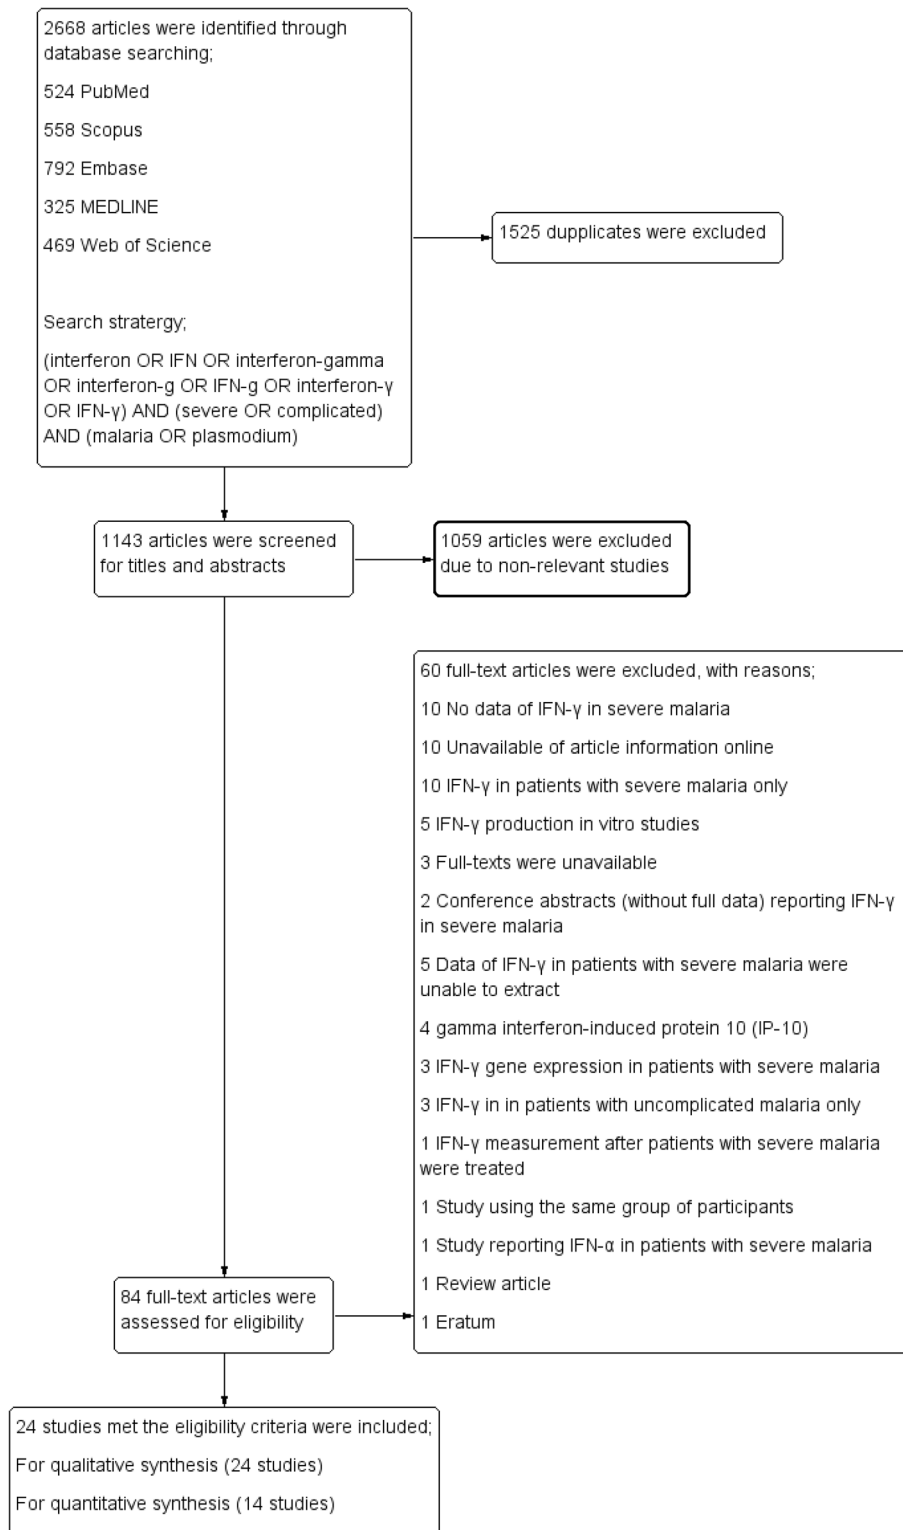 2668 articles were identified through
database searching;
524 PubMed
558 Scopus
792 Embase
325 MEDLINE
469 Web of Science
Search stratergy;
(interferon OR IFN OR interferon-gamma
OR interferon-g OR IFN-g OR interferon-γ
OR IFN-γ) AND (severe OR complicated)
AND (malaria OR plasmodium)
1525 dupplicates were excluded
1143 articles were screened
for titles and abstracts
1059 articles were excluded
due to non-relevant studies
60 full-text articles were excluded, with reasons;
10 No data of IFN-γ in severe malaria
10 Unavailable of article information online
10 IFN-γ in patients with severe malaria only
5 IFN-γ production in vitro studies
3 Full-texts were unavailable
2 Conference abstracts (without full data) reporting IFN-γ
in severe malaria
5 Data of IFN-γ in patients with severe malaria were
unable to extract
4 gamma interferon-induced protein 10 (IP-10)
3 IFN-γ gene expression in patients with severe malaria
3 IFN-γ in in patients with uncomplicated malaria only
1 IFN-γ measurement after patients with severe malaria
were treated
1 Study using the same group of participants
1 Study reporting IFN-α in patients with severe malaria
1 Review article
1 Eratum
84 full-text articles were
assessed for eligibility
24 studies met the eligibility criteria were included;
For qualitative synthesis (24 studies)
For quantitative synthesis (14 studies)